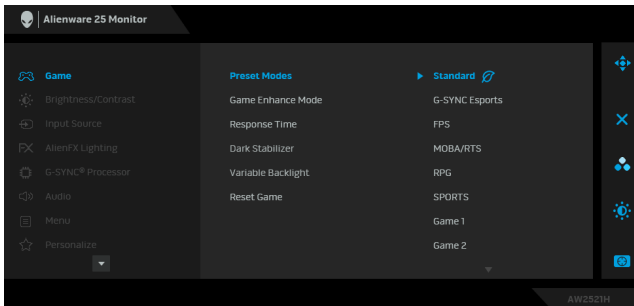 Alienware 25 Monitor
Game
Preset Modes
Standard
Brightness/Contrast
Game Enhance Mode
G-SYNC Esports
Input Source
Response Time
FPS
AlienFX Lighting
Dark Stabilizer
MOBA/RTS
G-SYNC® Processor
Variable Backlight
RPG
Audio
Reset Game
SPORTS
Menu
Game 1
Personalize
Game 2
AW2521H